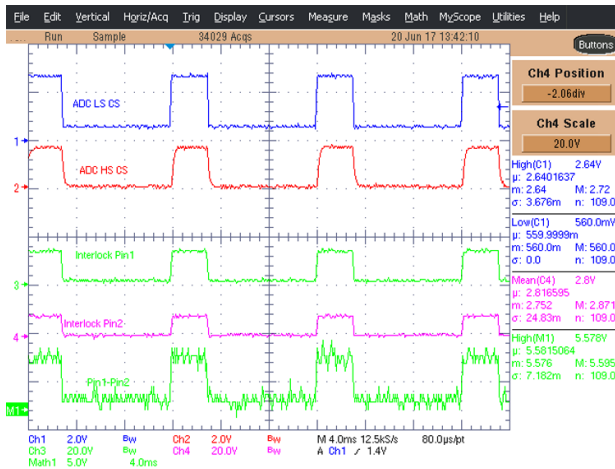 File Edit Vertical Horiz/Acq Trig Display Cursors Measure Masks Math MyScope Utilities Help
Run Sample 34029 Acqs 20 Jun 17 13:42:10
Buttons
Ch4 Position
-2.06div
Ch4 Scale
20.0V
ADC LS CS
1
ADC HS CS
2
Interlock Pin1
3
Interlock Pin2
4
Pin1-Pin2
M1
High(C1) 2.64V
µ: 2.6401637
m: 2.64 M: 2.72
σ: 3.676m n: 109.0
Low(C1) 560.0mV
µ: 559.9999m
m: 560.0m M: 560.0
σ: 0.0 n: 109.0
Mean(C4) 2.8V
µ: 2.816595
m: 2.752 M: 2.871
σ: 24.83m n: 109.0
High(M1) 5.576V
µ: 5.5815064
m: 5.576 M: 5.595
σ: 7.182m n: 109.0
Ch1 2.0V Bw Ch2 2.0V Bw M 4.0ms 12.5kS/s 80.0µs/pt
Ch3 20.0V Bw Ch4 20.0V Bw A Ch1 1.4V
Math1 5.0V 4.0ms